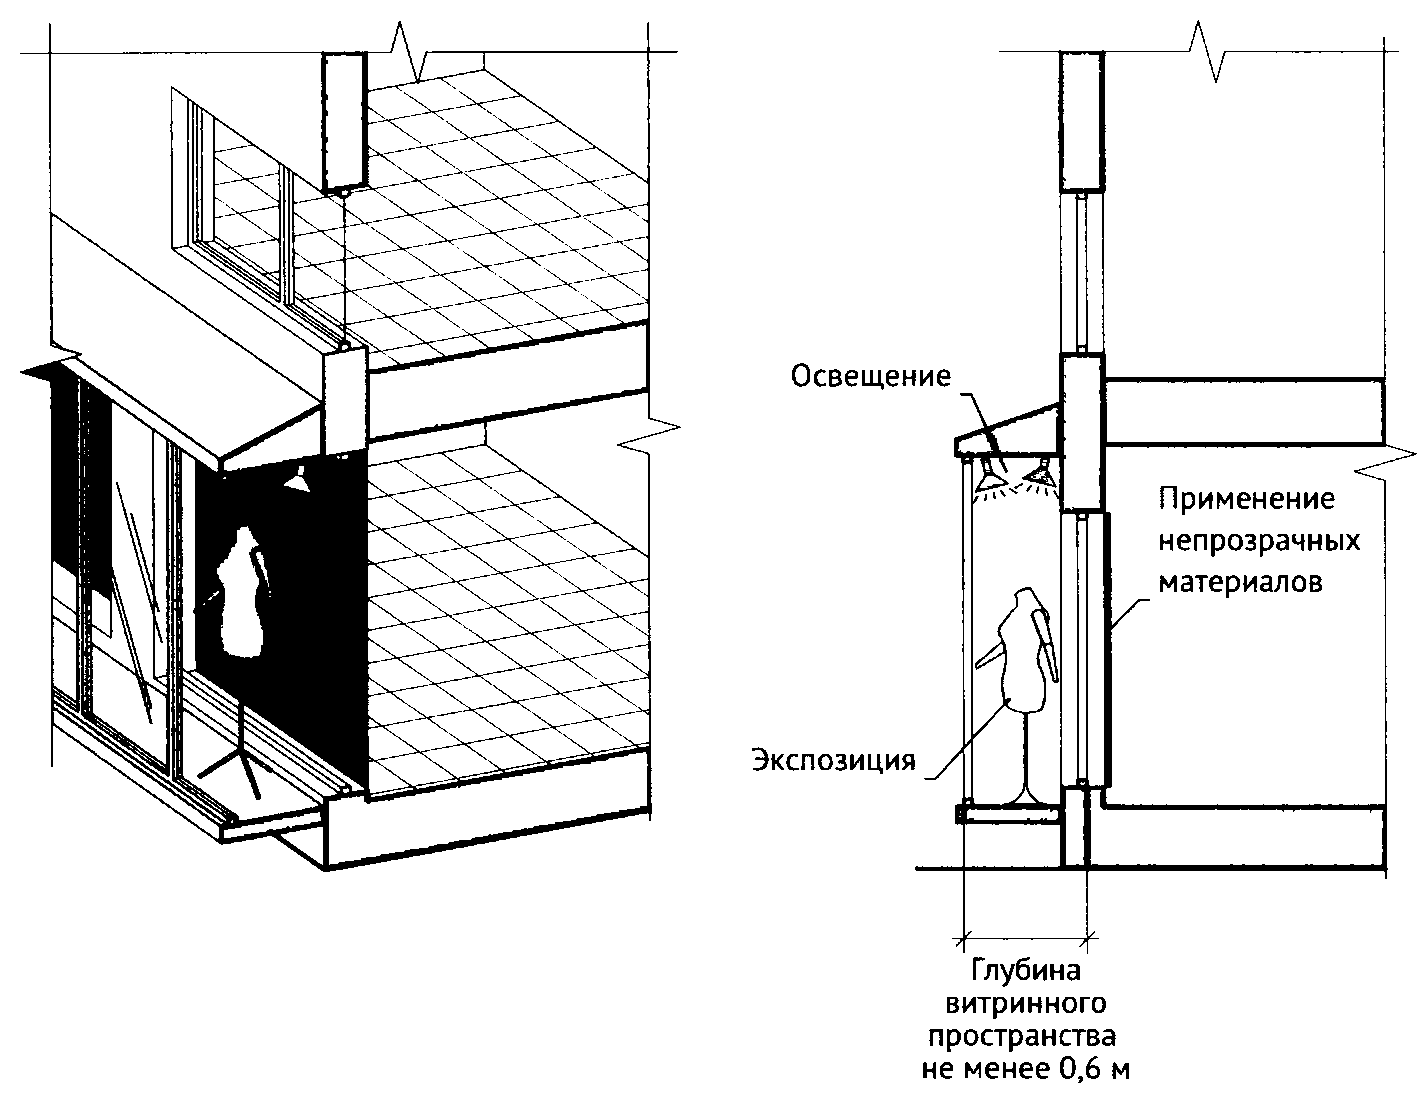 Освещение
Применение
непрозрачных
материалов
Экспозиция
Глубина
витринного
пространства
не менее 0,6 м